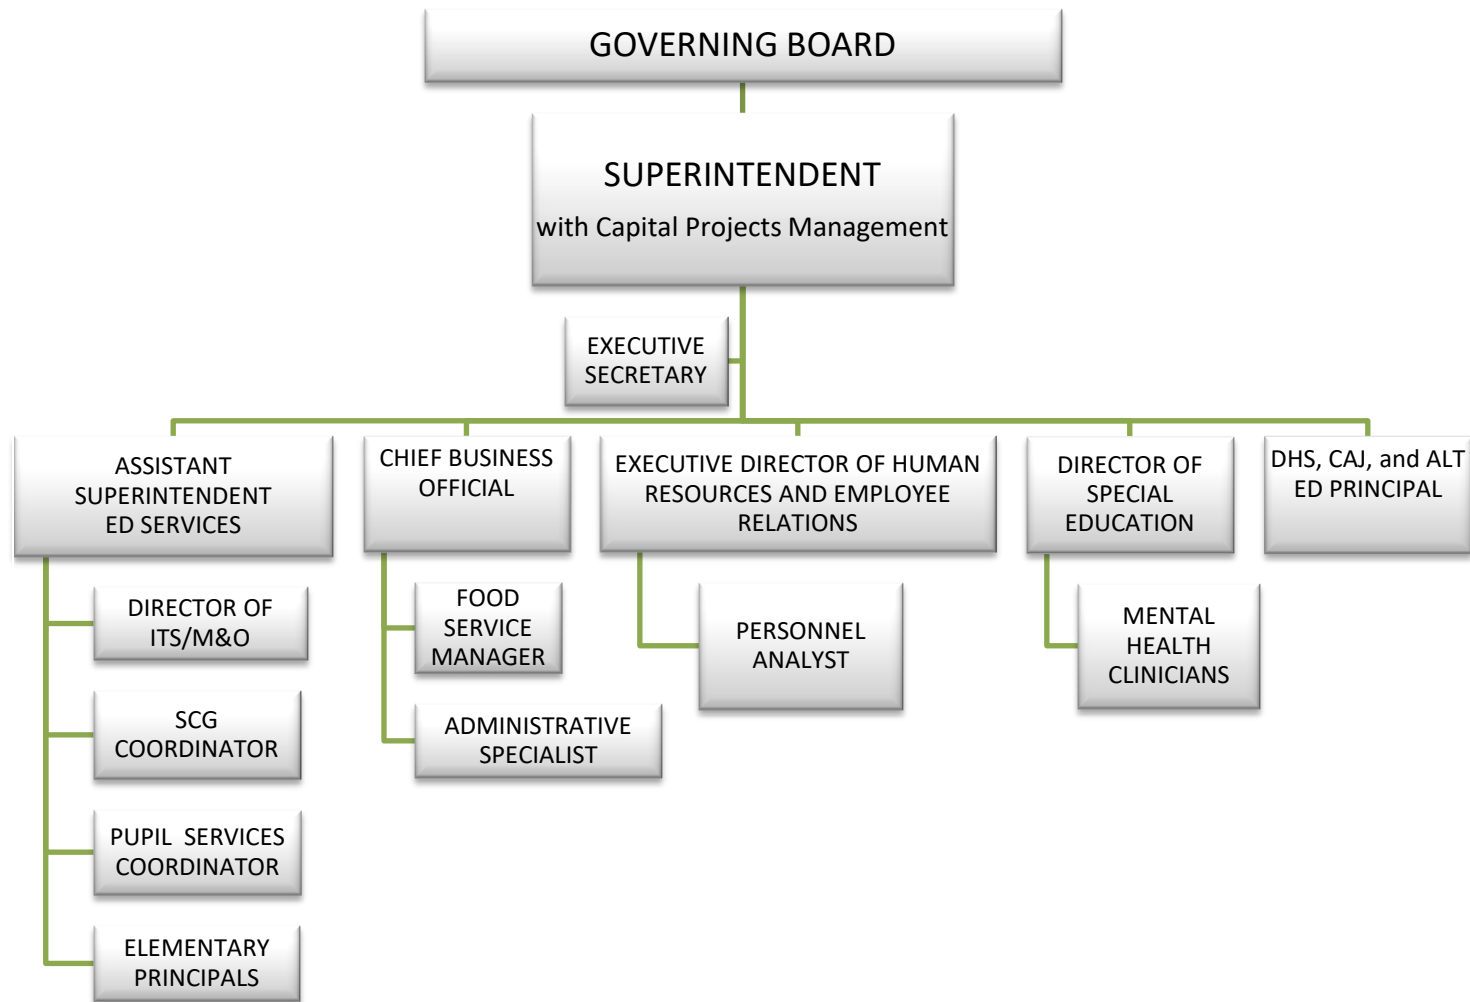 GOVERNING BOARD
SUPERINTENDENT
with Capital Projects Management
EXECUTIVE
SECRETARY
ASSISTANT
SUPERINTENDENT
ED SERVICES
CHIEF BUSINESS
OFFICIAL
EXECUTIVE DIRECTOR OF HUMAN
RESOURCES AND EMPLOYEE
RELATIONS
DIRECTOR OF
SPECIAL
EDUCATION
DHS, CAJ, and ALT
ED PRINCIPAL
DIRECTOR OF
ITS/M&O
SCG
COORDINATOR
PUPIL SERVICES
COORDINATOR
ELEMENTARY
PRINCIPALS
FOOD
SERVICE
MANAGER
ADMINISTRATIVE
SPECIALIST
PERSONNEL
ANALYST
MENTAL
HEALTH
CLINICIANS